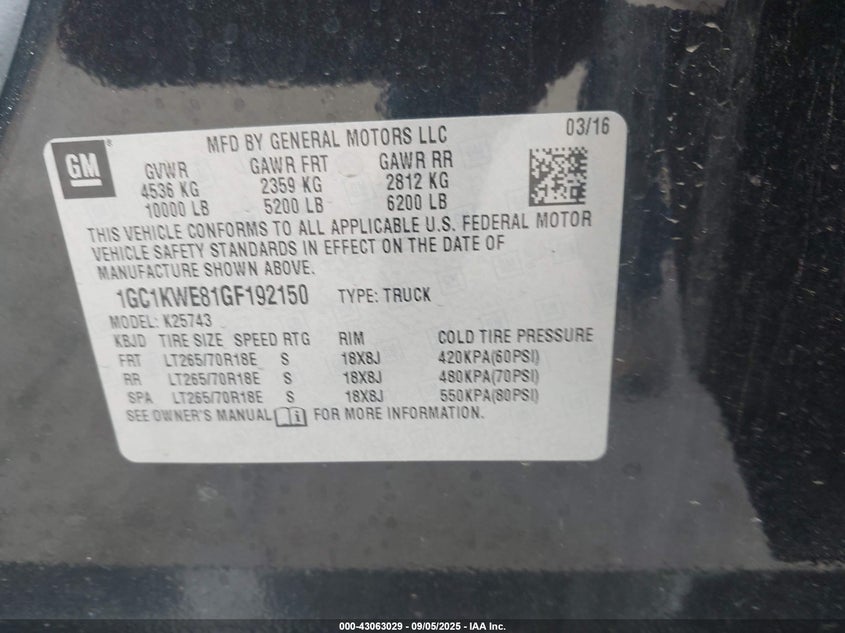 GM
MFD BY GENERAL MOTORS LLC 03/16
GVWR GAWR FRT GAWR RR
4536 KG 2359 KG 2812 KG
10000 LB 5200 LB 6200 LB
THIS VEHICLE CONFORMS TO ALL APPLICABLE U.S. FEDERAL MOTOR
VEHICLE SAFETY STANDARDS IN EFFECT ON THE DATE OF
MANUFACTURE SHOWN ABOVE.
1GC1KWE81GF192150 TYPE: TRUCK
MODEL: K25743
KBJD TIRE SIZE SPEED RTG RIM COLD TIRE PRESSURE
FRT LT265/70R18E S 18X8J 420KPA(60PSI)
RR LT265/70R18E S 18X8J 480KPA(70PSI)
SPA LT265/70R18E S 18X8J 550KPA(80PSI)
SEE OWNER'S MANUAL FOR MORE INFORMATION.
000-43063029 - 09/05/2025 - IAA Inc.